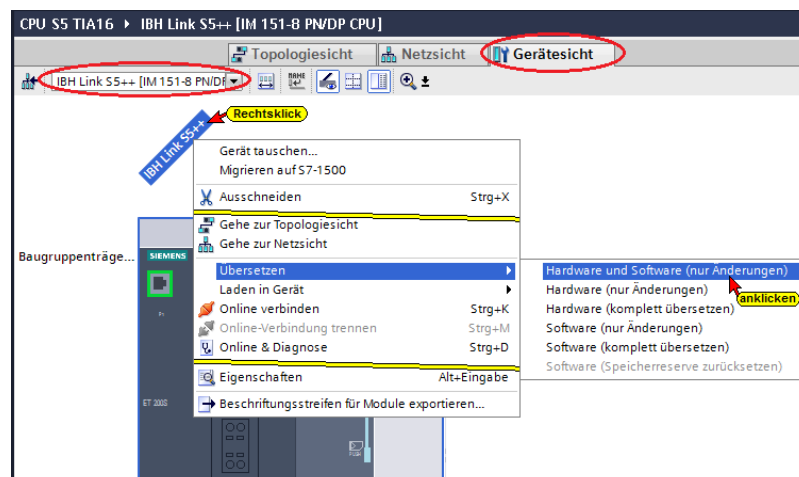 CPU S5 TIA16 ▸ IBH Link S5++ [IM 151-8 PN/DP CPU]
Topologiesicht Netzsicht Gerätesicht
IBH Link S5++ [IM 151-8 PN/DP
Rechtsklick
IBH Link S5++
Gerät tauschen...
Migrieren auf S7-1500
Ausschneiden Strg+X
Gehe zur Topologiesicht
Gehe zur Netzsicht
Baugruppenträge...
SIEMENS
Übersetzen
Hardware und Software (nur Änderungen)
Laden in Gerät
Hardware (nur Änderungen)
anklicken
Online verbinden Strg+K
Hardware (komplett übersetzen)
Online-Verbindung trennen Strg+M
Software (nur Änderungen)
Online & Diagnose Strg+D
Software (komplett übersetzen)
Software (Speicherreserve zurücksetzen)
Eigenschaften Alt+Eingabe
ET 200S
Beschriftungsstreifen für Module exportieren...
PUSH